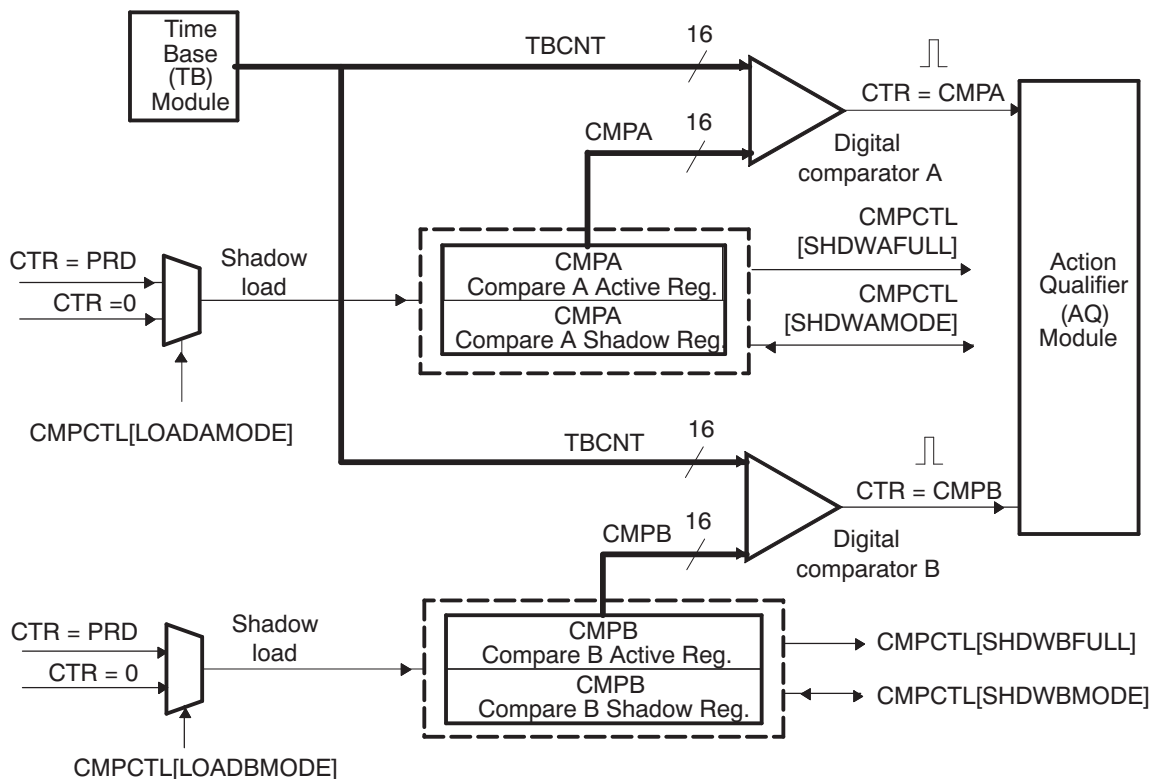 Time
Base
(TB)
Module
TBCNT
16
CTR = CMPA
CMPA
16
Digital
comparator A
CTR = PRD
CTR =0
Shadow
load
CMPA
Compare A Active Reg.
CMPA
Compare A Shadow Reg.
CMPCTL
[SHDWAFULL]
CMPCTL
[SHDWAMODE]
Action
Qualifier
(AQ)
Module
CMPCTL[LOADAMODE]
TBCNT
16
CTR = CMPB
CMPB
16
Digital
comparator B
CTR = PRD
CTR = 0
Shadow
load
CMPB
Compare B Active Reg.
CMPB
Compare B Shadow Reg.
CMPCTL[SHDWBFULL]
CMPCTL[SHDWBMODE]
CMPCTL[LOADBMODE]